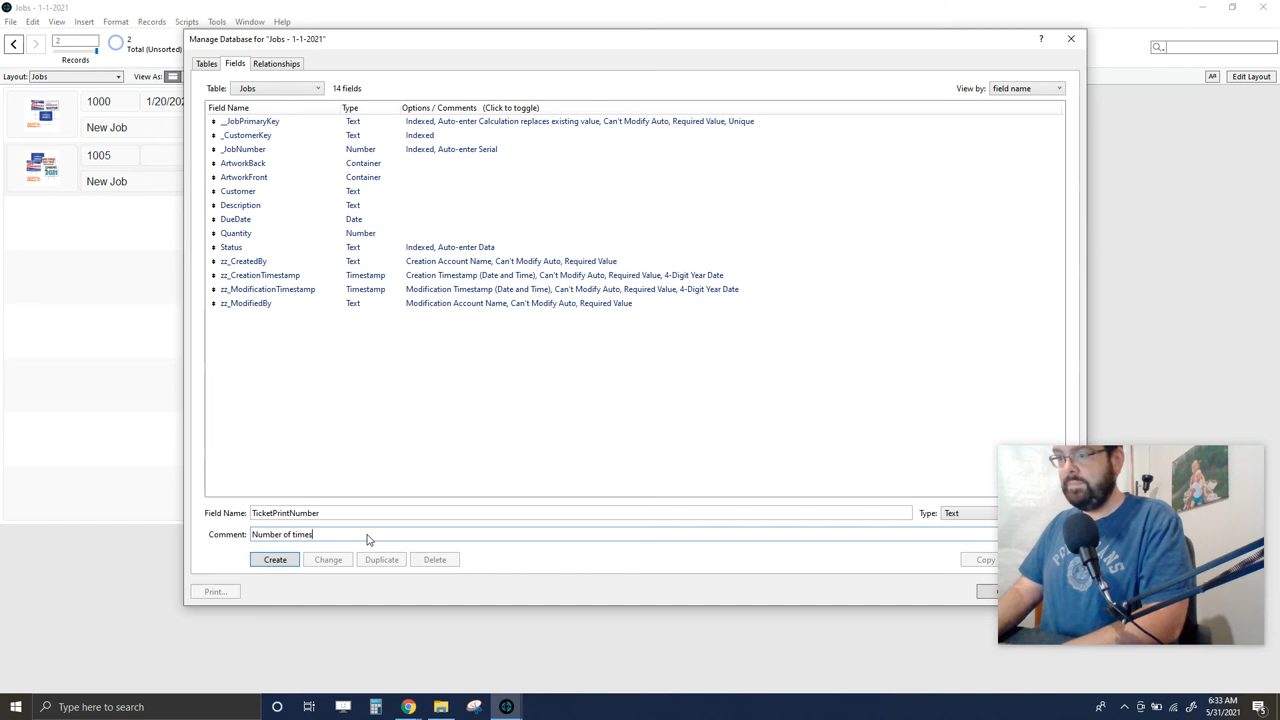 Jobs - 1-1-2021
File Edit View Insert Format Records Scripts Tools Window Help
2
2
Total (Unsorted)
Records
Layout: Jobs View As: Aa Edit Layout
1000 1/20/20
New Job
1005
New Job
Manage Database for "Jobs - 1-1-2021" ?
Tables Fields Relationships
Table: Jobs 14 fields View by: field name
Field Name Type Options / Comments (Click to toggle)
__JobPrimaryKey Text Indexed, Auto-enter Calculation replaces existing value, Can't Modify Auto, Required Value, Unique
_CustomerKey Text Indexed
_JobNumber Number Indexed, Auto-enter Serial
ArtworkBack Container
ArtworkFront Container
Customer Text
Description Text
DueDate Date
Quantity Number
Status Text Indexed, Auto-enter Data
zz_CreatedBy Text Creation Account Name, Can't Modify Auto, Required Value
zz_CreationTimestamp Timestamp Creation Timestamp (Date and Time), Can't Modify Auto, Required Value, 4-Digit Year Date
zz_ModificationTimestamp Timestamp Modification Timestamp (Date and Time), Can't Modify Auto, Required Value, 4-Digit Year Date
zz_ModifiedBy Text Modification Account Name, Can't Modify Auto, Required Value
Field Name: TicketPrintNumber Type: Text
Comment: Number of times
Create Change Duplicate Delete Copy
Print...
Type here to search
6:33 AM
5/31/2021